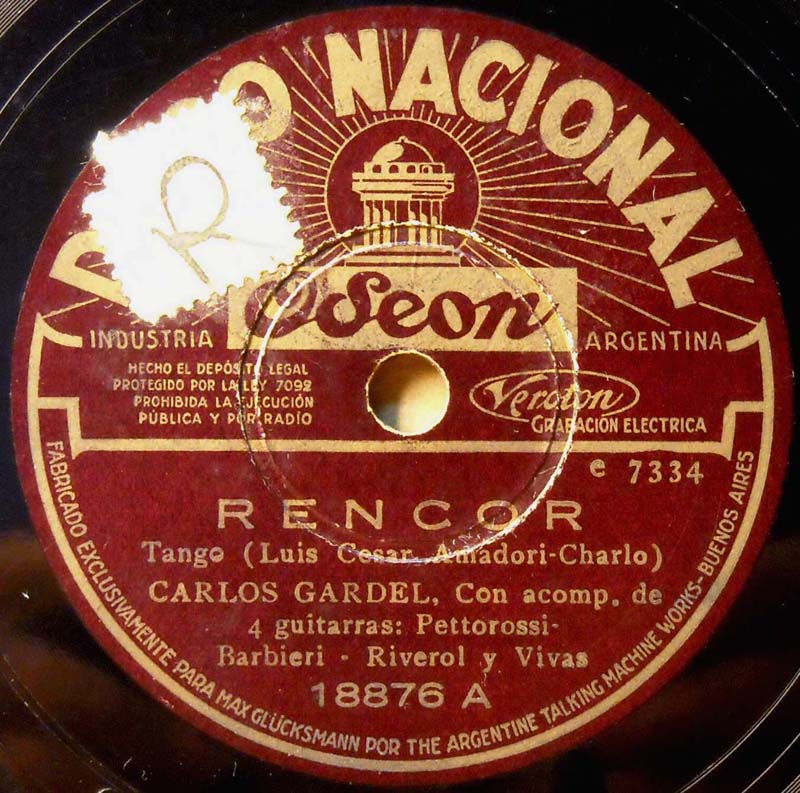 NACIONAL
R
Odeon
INDUSTRIA ARGENTINA
HECHO EL DEPÓSITO LEGAL
PROTEGIDO POR LA LEY 7092
PROHIBIDA LA EJECUCIÓN
PÚBLICA Y POR RADIO
Veroton
GRABACIÓN ELECTRICA
e 7334
RENCOR
Tango (Luis Cesar Amadori-Charlo)
CARLOS GARDEL, Con acomp. de
4 guitarras: Pettorossi-
Barbieri - Riverol y Vivas
18876 A
FABRICADO EXCLUSIVAMENTE PARA MAX GLÜCKSMANN POR THE ARGENTINE TALKING MACHINE WORKS-BUENOS AIRES